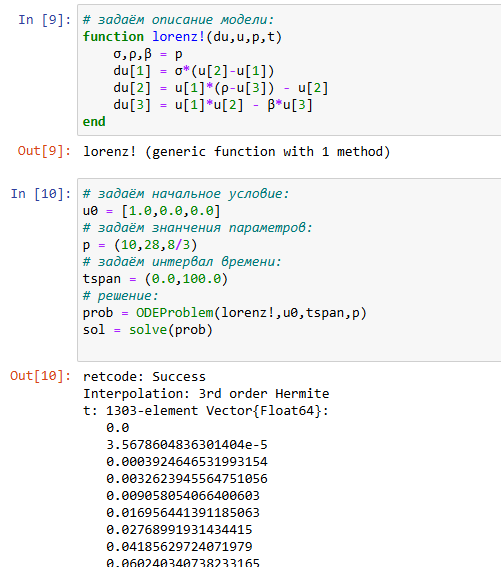 In [9]: # задаём описание модели:
function lorenz!(du,u,p,t)
    σ,ρ,β = p
    du[1] = σ*(u[2]-u[1])
    du[2] = u[1]*(ρ-u[3]) - u[2]
    du[3] = u[1]*u[2] - β*u[3]
end
Out[9]: lorenz! (generic function with 1 method)
In [10]: # задаём начальное условие:
u0 = [1.0,0.0,0.0]
# задаём знанчения параметров:
p = (10,28,8/3)
# задаём интервал времени:
tspan = (0.0,100.0)
# решение:
prob = ODEProblem(lorenz!,u0,tspan,p)
sol = solve(prob)
Out[10]: retcode: Success
Interpolation: 3rd order Hermite
t: 1303-element Vector{Float64}:
   0.0
   3.5678604836301404e-5
   0.0003924646531993154
   0.0032623945564751056
   0.009058054066400603
   0.016956441391185063
   0.02768991931434415
   0.04185629724071979
   0.060240340738233165